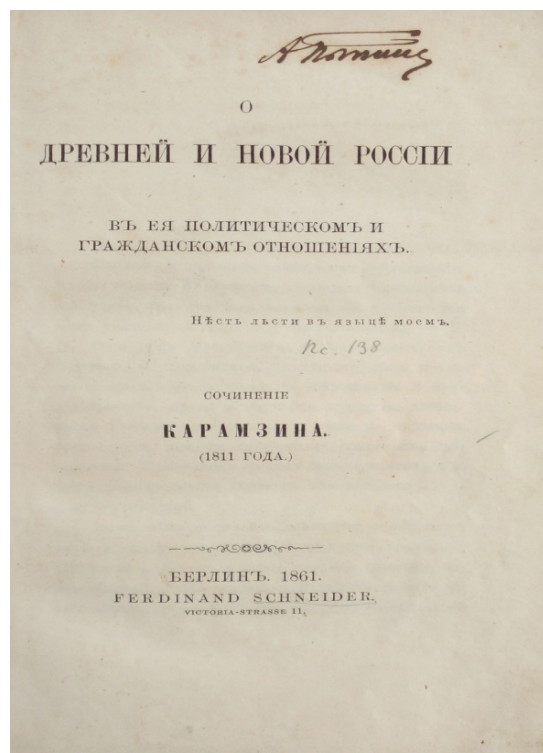 О
ДРЕВНЕЙ И НОВОЙ РОССІИ
ВЪ ЕЯ ПОЛИТИЧЕСКОМЪ И
ГРАЖДАНСКОМЪ ОТНОШЕНІЯХЪ.
Нѣсть льсти въ языцѣ моемъ.
Пс. 138
СОЧИНЕНІЕ
КАРАМЗИНА.
(1811 ГОДА.)
БЕРЛИНЪ. 1861.
FERDINAND SCHNEIDER.
VICTORIA-STRASSE 11.